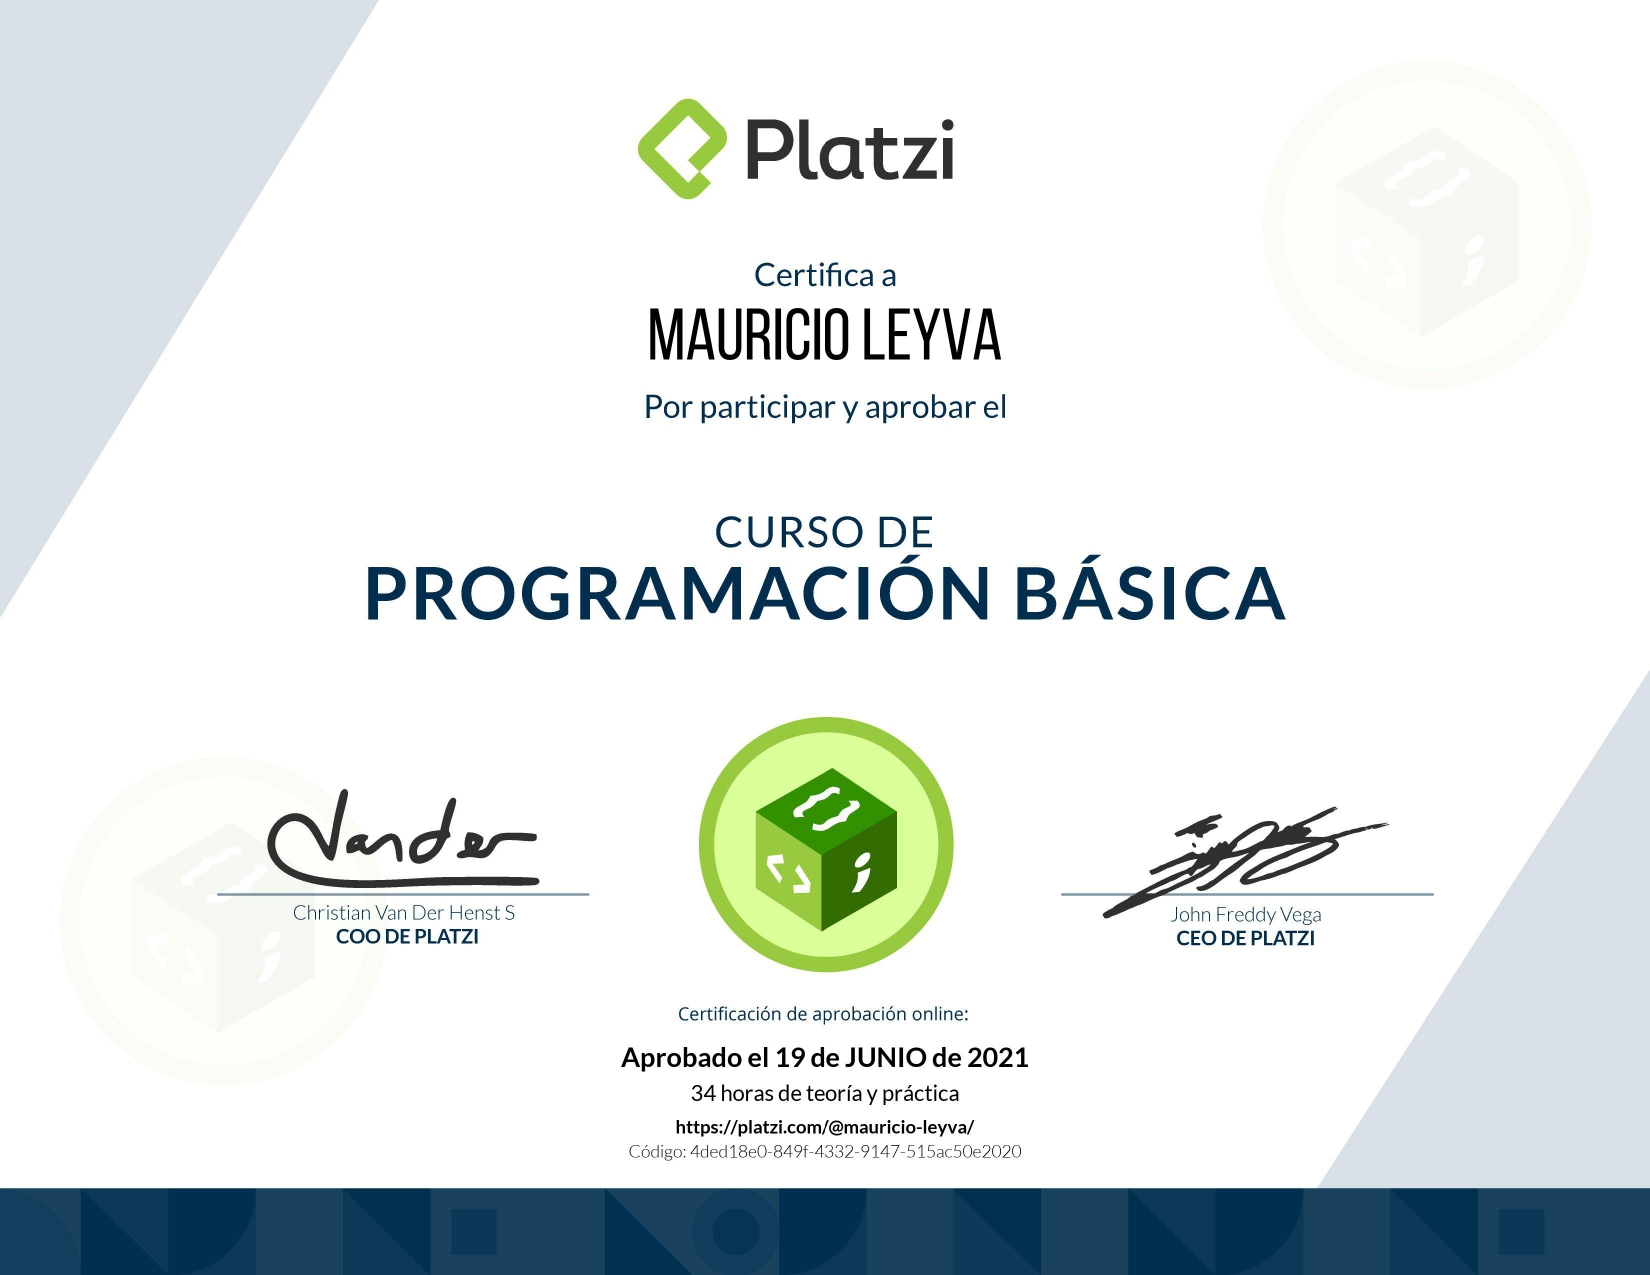 Platzi
Certifica a
MAURICIO LEYVA
Por participar y aprobar el
CURSO DE
PROGRAMACIÓN BÁSICA
Vander
Christian Van Der Henst S
COO DE PLATZI
John Freddy Vega
CEO DE PLATZI
Certificación de aprobación online:
Aprobado el 19 de JUNIO de 2021
34 horas de teoría y práctica
https://platzi.com/@mauricio-leyva/
Código: 4ded18e0-849f-4332-9147-515ac50e2020